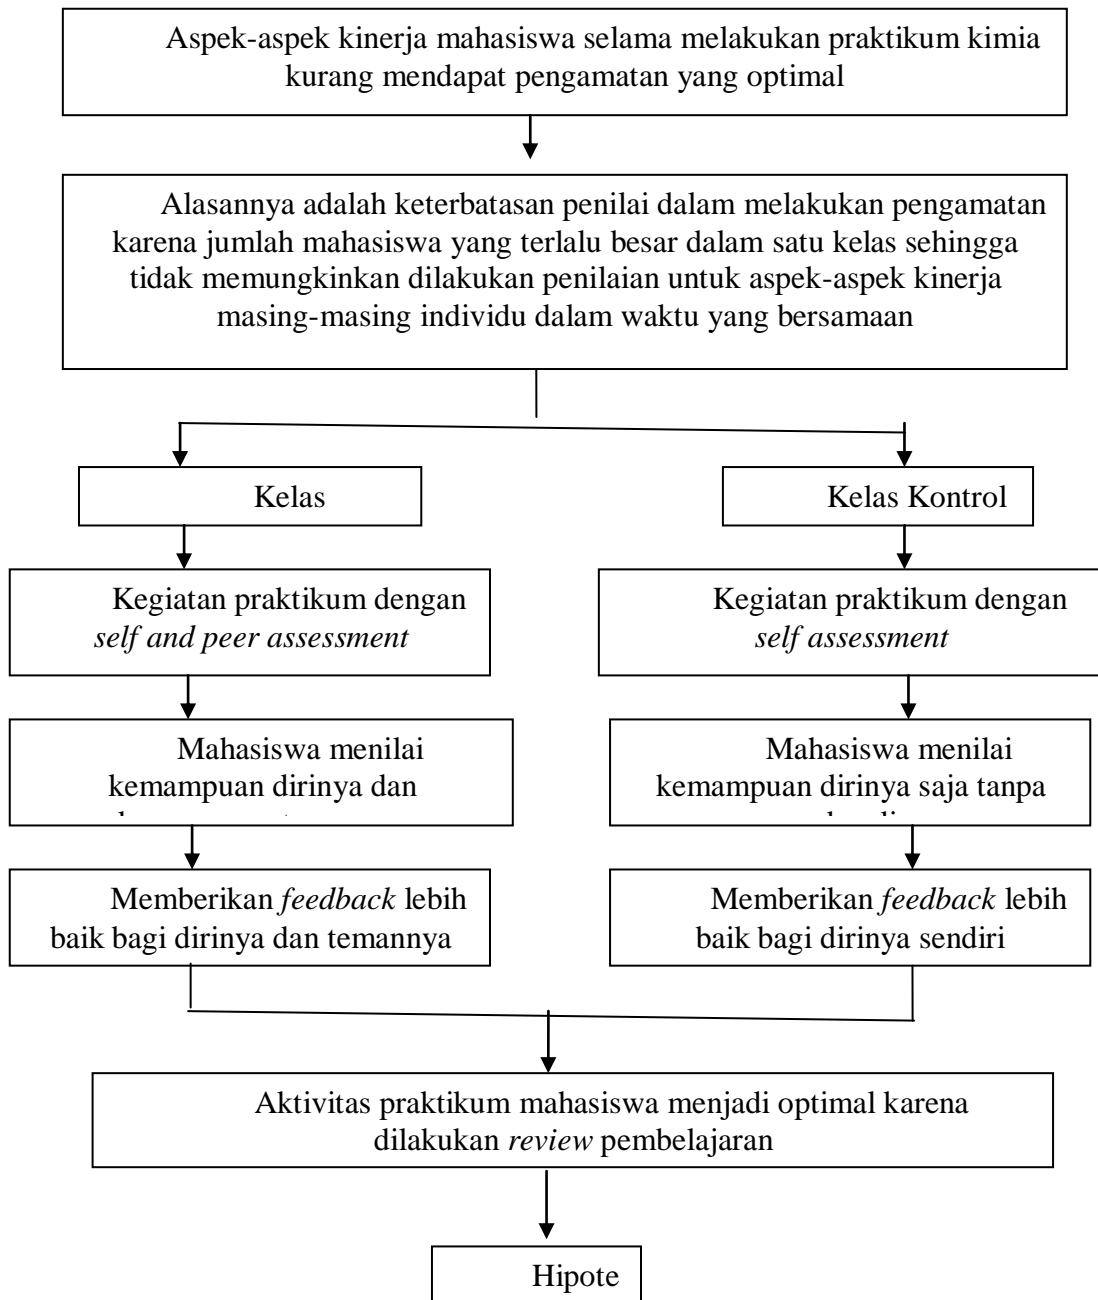 Aspek-aspek kinerja mahasiswa selama melakukan praktikum kimia
kurang mendapat pengamatan yang optimal
Alasannya adalah keterbatasan penilai dalam melakukan pengamatan
karena jumlah mahasiswa yang terlalu besar dalam satu kelas sehingga
tidak memungkinkan dilakukan penilaian untuk aspek-aspek kinerja
masing-masing individu dalam waktu yang bersamaan
Kelas
Kelas Kontrol
Kegiatan praktikum dengan
self and peer assessment
Kegiatan praktikum dengan
self assessment
Mahasiswa menilai
kemampuan dirinya dan
Mahasiswa menilai
kemampuan dirinya saja tanpa
Memberikan feedback lebih
baik bagi dirinya dan temannya
Memberikan feedback lebih
baik bagi dirinya sendiri
Aktivitas praktikum mahasiswa menjadi optimal karena
dilakukan review pembelajaran
Hipote